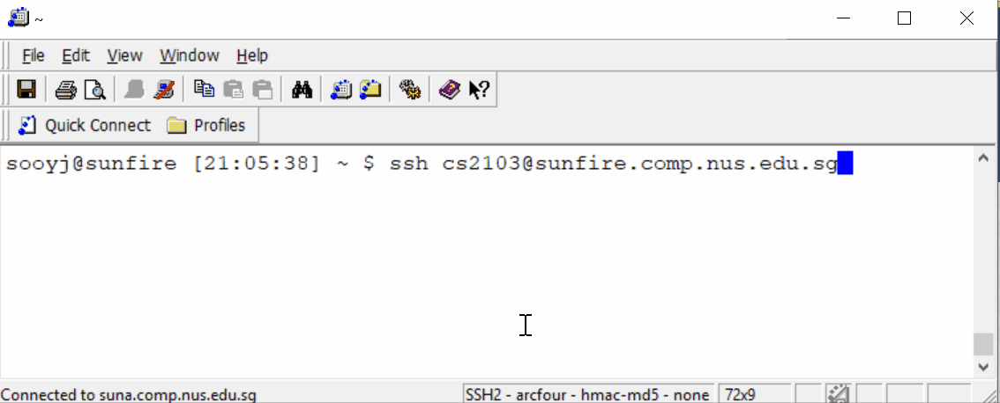 ~
File Edit View Window Help
Quick Connect Profiles
sooyj@sunfire [21:05:38] ~ $ ssh cs2103@sunfire.comp.nus.edu.sg
Connected to suna.comp.nus.edu.sg SSH2 - arcfour - hmac-md5 - none 72x9